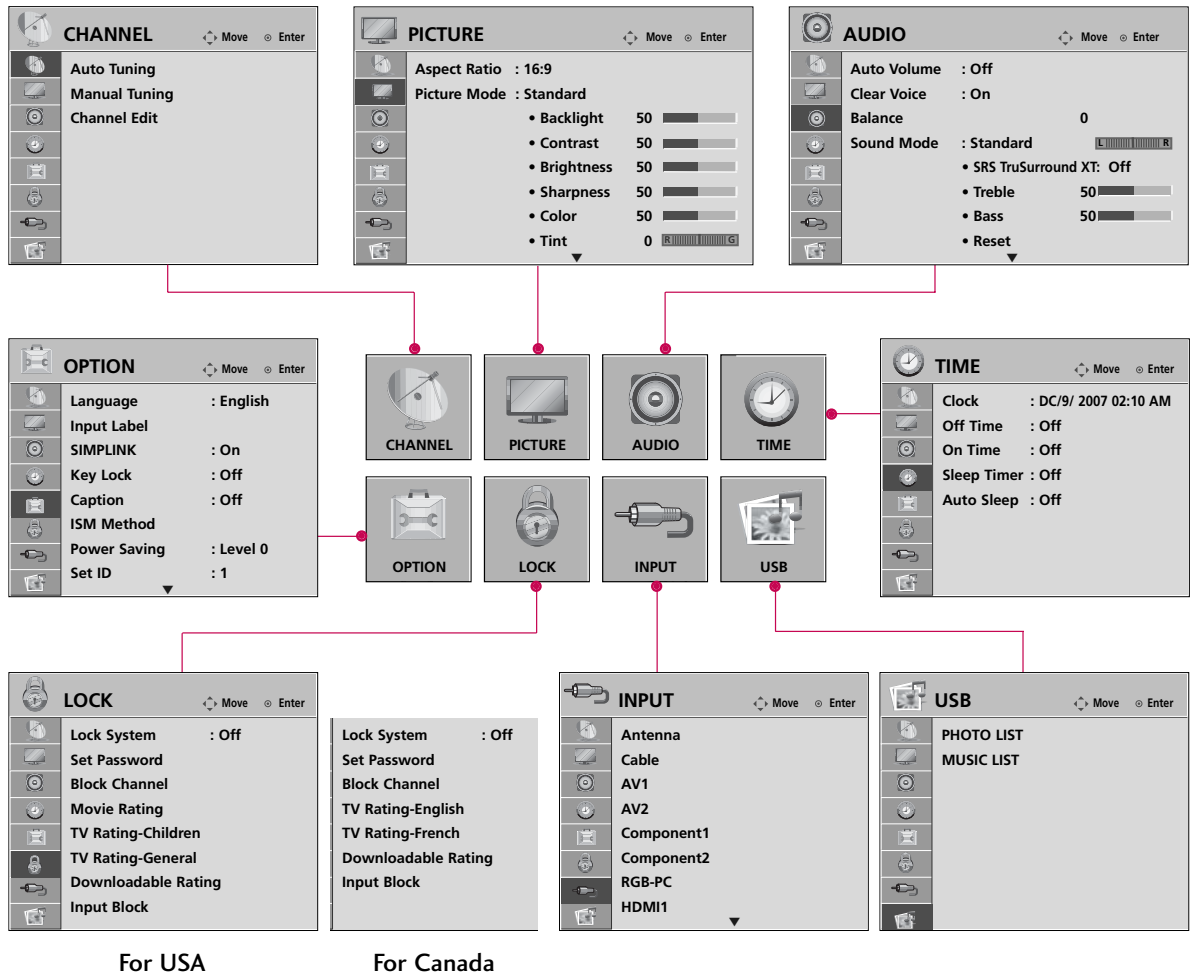 CHANNEL
Move
Enter
Auto Tuning
Manual Tuning
Channel Edit
PICTURE
Move
Enter
Aspect Ratio : 16:9
Picture Mode : Standard
• Backlight 50
• Contrast 50
• Brightness 50
• Sharpness 50
• Color 50
• Tint 0 R G
▼
AUDIO
Move
Enter
Auto Volume : Off
Clear Voice : On
Balance 0
Sound Mode : Standard L R
• SRS TruSurround XT: Off
• Treble 50
• Bass 50
• Reset
▼
OPTION
Move
Enter
Language : English
Input Label
SIMPLINK : On
Key Lock : Off
Caption : Off
ISM Method
Power Saving : Level 0
Set ID : 1
▼
CHANNEL
PICTURE
AUDIO
TIME
OPTION
LOCK
INPUT
USB
TIME
Move
Enter
Clock : DC/9/ 2007 02:10 AM
Off Time : Off
On Time : Off
Sleep Timer : Off
Auto Sleep : Off
LOCK
Move
Enter
Lock System : Off
Set Password
Block Channel
Movie Rating
TV Rating-Children
TV Rating-General
Downloadable Rating
Input Block
For USA
Lock System : Off
Set Password
Block Channel
TV Rating-English
TV Rating-French
Downloadable Rating
Input Block
For Canada
INPUT
Move
Enter
Antenna
Cable
AV1
AV2
Component1
Component2
RGB-PC
HDMI1
▼
USB
Move
Enter
PHOTO LIST
MUSIC LIST